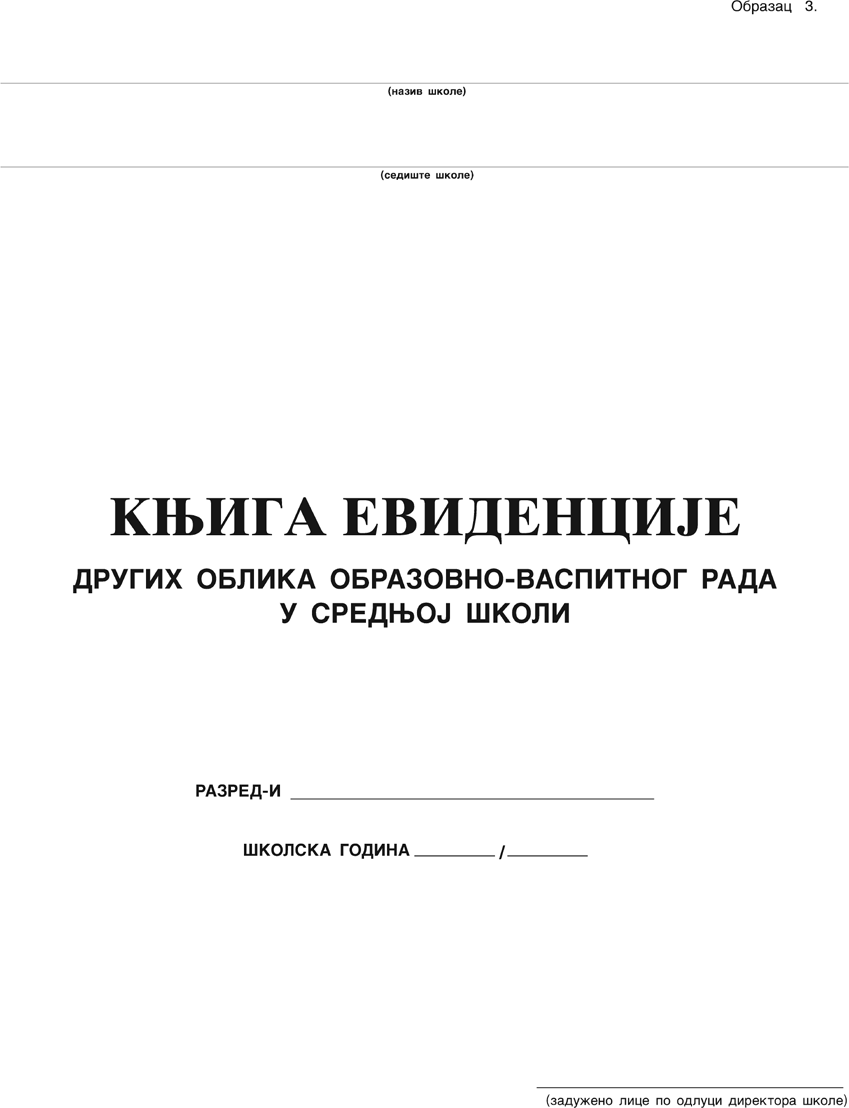 Образац 3.
(назив школе)
(седиште школе)
КЊИГА ЕВИДЕНЦИЈЕ
ДРУГИХ ОБЛИКА ОБРАЗОВНО-ВАСПИТНОГ РАДА
У СРЕДЊОЈ ШКОЛИ
РАЗРЕД-И
ШКОЛСКА ГОДИНА /
(задужено лице по одлуци директора школе)